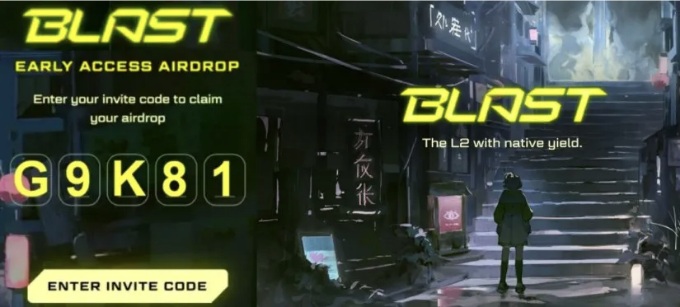 BLAST
EARLY ACCESS AIRDROP
Enter your invite code to claim
your airdrop
G9K81
ENTER INVITE CODE
BLAST
The L2 with native yield.